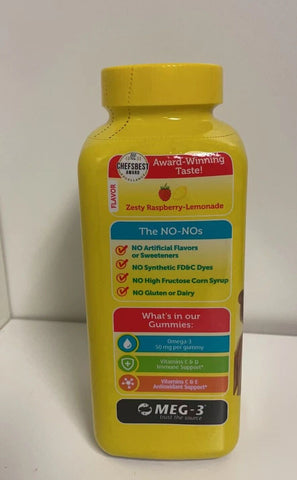 CHEFSBEST
AWARD
Award-Winning
Taste!
FLAVOR
Zesty Raspberry-Lemonade
The NO-NOs
NO Artificial Flavors
or Sweeteners
NO Synthetic FD&C Dyes
NO High Fructose Corn Syrup
NO Gluten or Dairy
What's in our
Gummies:
Omega-3
50 mg per gummy
Vitamins C & D
Immune Support*
Vitamins C & E
Antioxidant Support*
MEG-3
trust the source